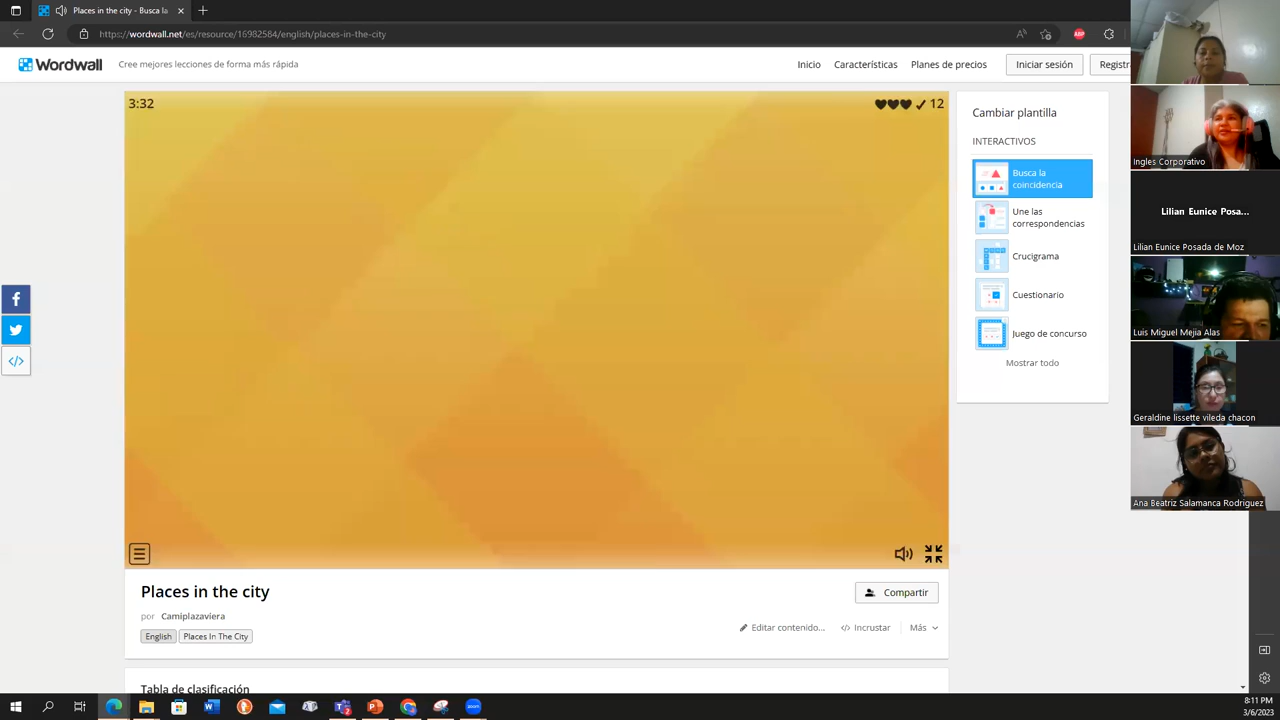 Places in the city - Busca la
https://wordwall.net/es/resource/16982584/english/places-in-the-city
Wordwall
Cree mejores lecciones de forma más rápida
Inicio
Características
Planes de precios
Iniciar sesión
Registr
3:32
12
Cambiar plantilla
INTERACTIVOS
Busca la
coincidencia
Une las
correspondencias
Crucigrama
Cuestionario
Juego de concurso
Mostrar todo
Ingles Corporativo
Lilian Eunice Posa...
Lilian Eunice Posada de Moz
Luis Miguel Mejia Alas
Geraldine lissette vileda chacon
Ana Beatriz Salamanca Rodriguez
Places in the city
por Camiplazaviera
English
Places In The City
Compartir
Editar contenido...
Incrustar
Más
Tabla de clasificación
8:11 PM
3/6/2023